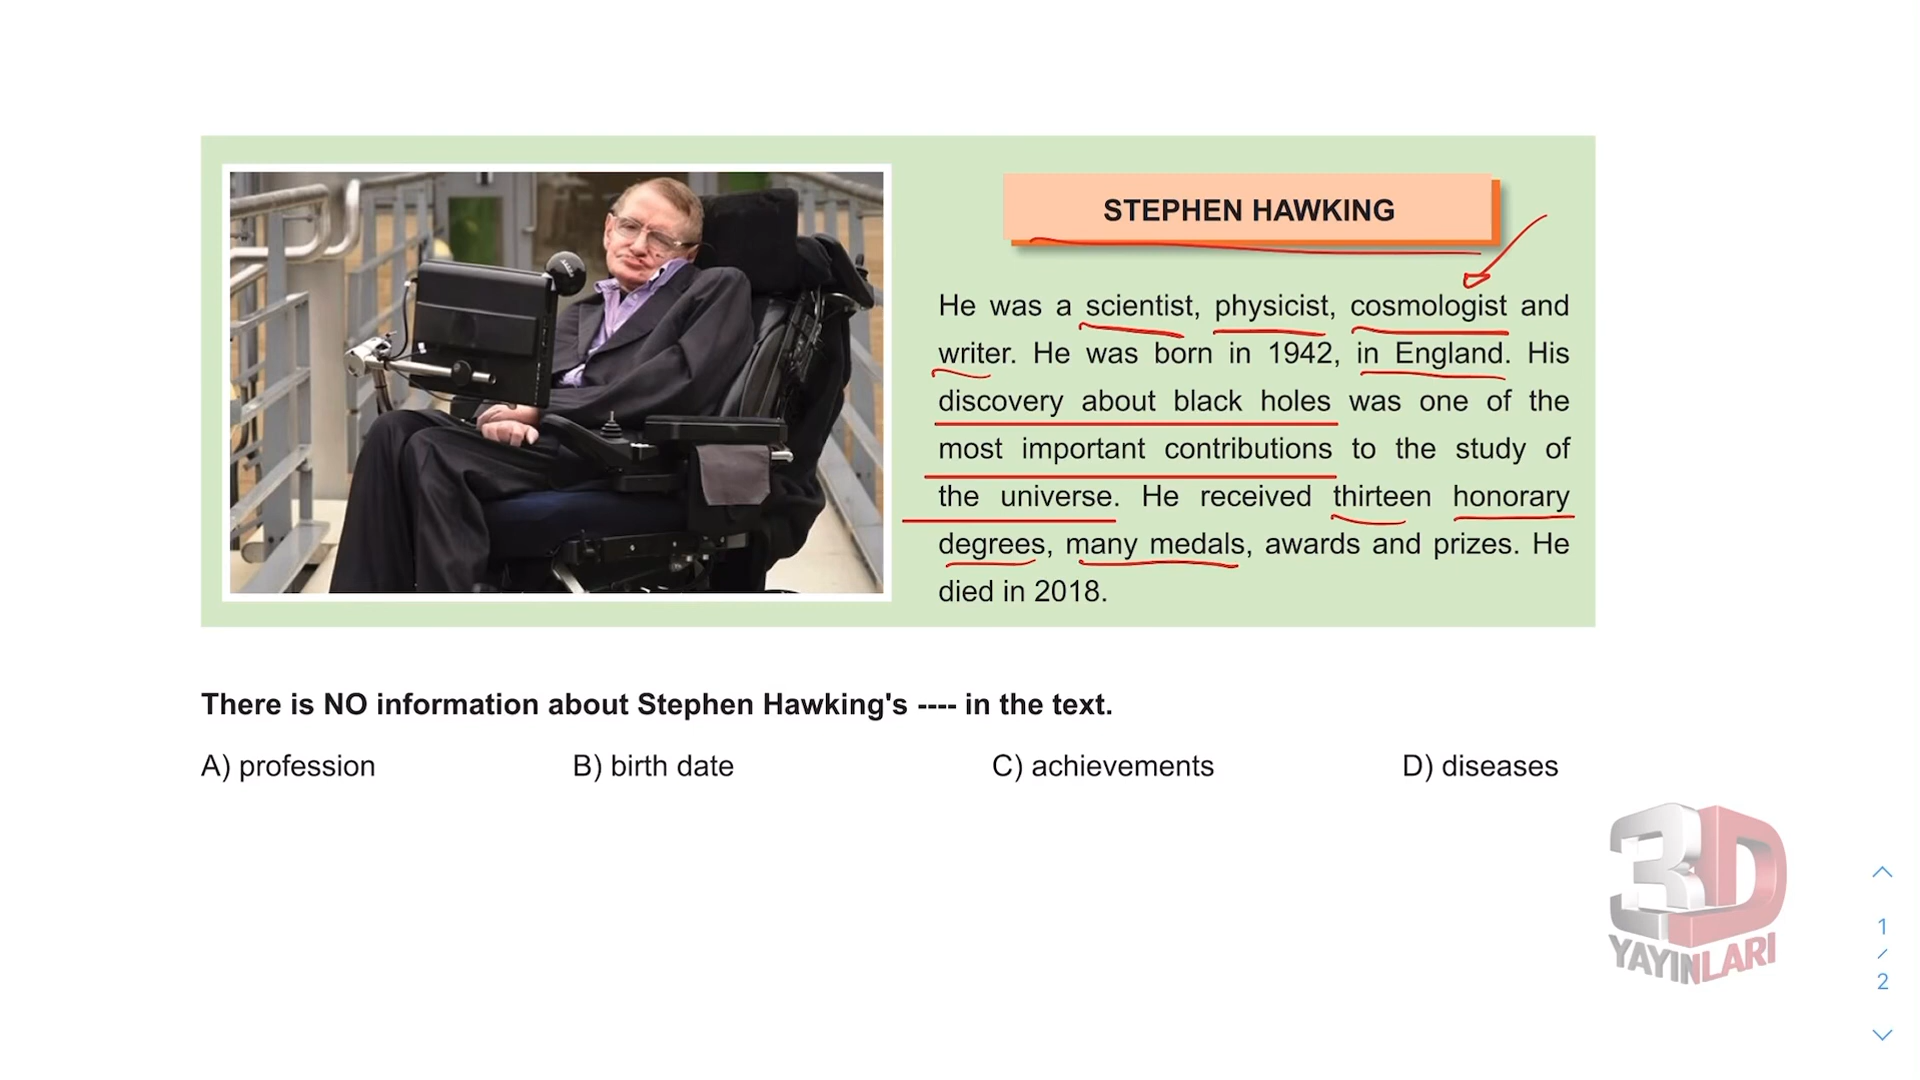 STEPHEN HAWKING
He was a scientist, physicist, cosmologist and
writer. He was born in 1942, in England. His
discovery about black holes was one of the
most important contributions to the study of
the universe. He received thirteen honorary
degrees, many medals, awards and prizes. He
died in 2018.
There is NO information about Stephen Hawking's ---- in the text.
A) profession B) birth date C) achievements D) diseases
3D
YAYINLARI
1
/
2